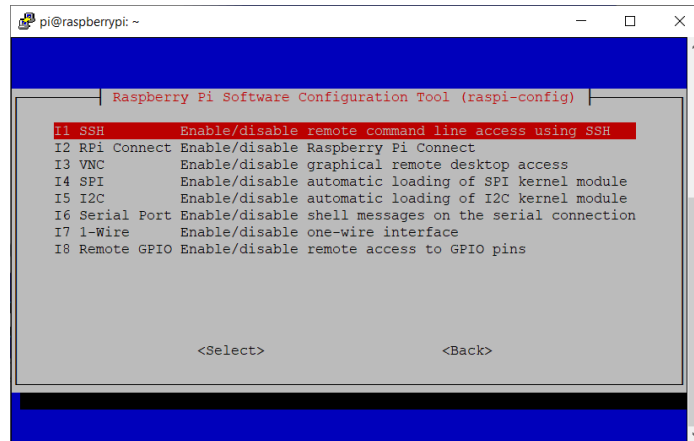 pi@raspberrypi: ~
Raspberry Pi Software Configuration Tool (raspi-config)
I1 SSH Enable/disable remote command line access using SSH
I2 RPi Connect Enable/disable Raspberry Pi Connect
I3 VNC Enable/disable graphical remote desktop access
I4 SPI Enable/disable automatic loading of SPI kernel module
I5 I2C Enable/disable automatic loading of I2C kernel module
I6 Serial Port Enable/disable shell messages on the serial connection
I7 1-Wire Enable/disable one-wire interface
I8 Remote GPIO Enable/disable remote access to GPIO pins
<Select> <Back>